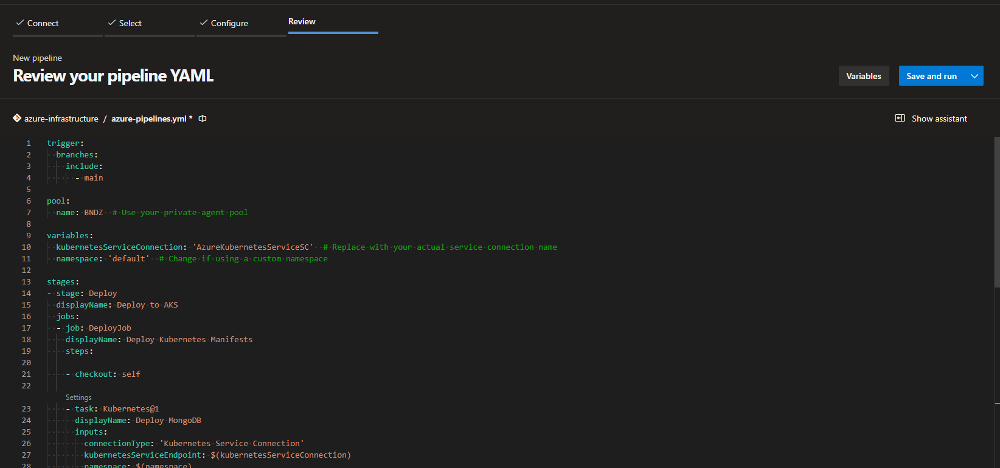 Connect
Select
Configure
Review
New pipeline
Review your pipeline YAML
Variables
Save and run
azure-infrastructure / azure-pipelines.yml *
Show assistant
1 trigger:
2   branches:
3     include:
4       - main
5
6 pool:
7   name: BNDZ  # Use your private agent pool
8
9 variables:
10   kubernetesServiceConnection: 'AzureKubernetesServiceSC'  # Replace with your actual service connection name
11   namespace: 'default'  # Change if using a custom namespace
12
13 stages:
14 - stage: Deploy
15   displayName: Deploy to AKS
16   jobs:
17   - job: DeployJob
18     displayName: Deploy Kubernetes Manifests
19     steps:
20
21     - checkout: self
22
Settings
23     - task: Kubernetes@1
24       displayName: Deploy MongoDB
25       inputs:
26         connectionType: 'Kubernetes Service Connection'
27         kubernetesServiceEndpoint: $(kubernetesServiceConnection)
28         namespace: $(namespace)